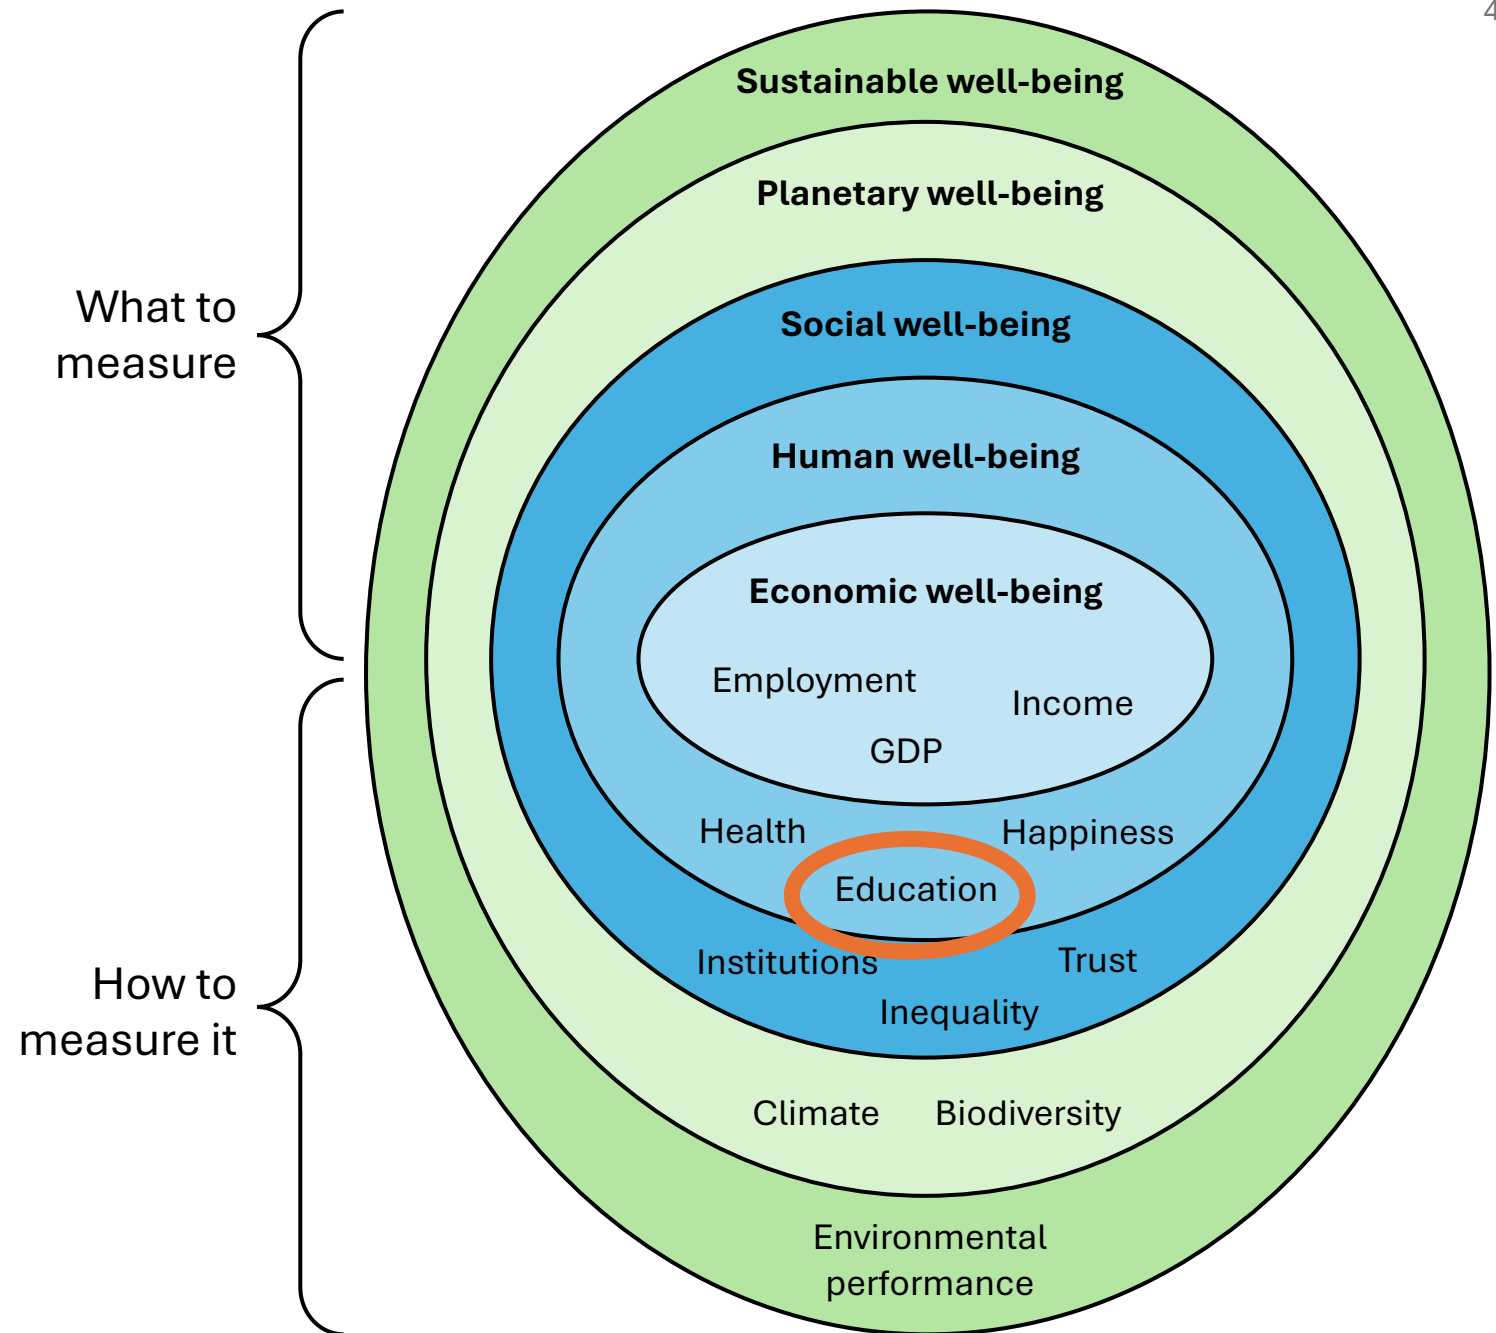 4
Sustainable well-being
Planetary well-being
Social well-being
Human well-being
Economic well-being
What to
measure
Employment
Income
GDP
Health
Happiness
Education
Institutions
Trust
Inequality
How to
measure it
Climate
Biodiversity
Environmental
performance